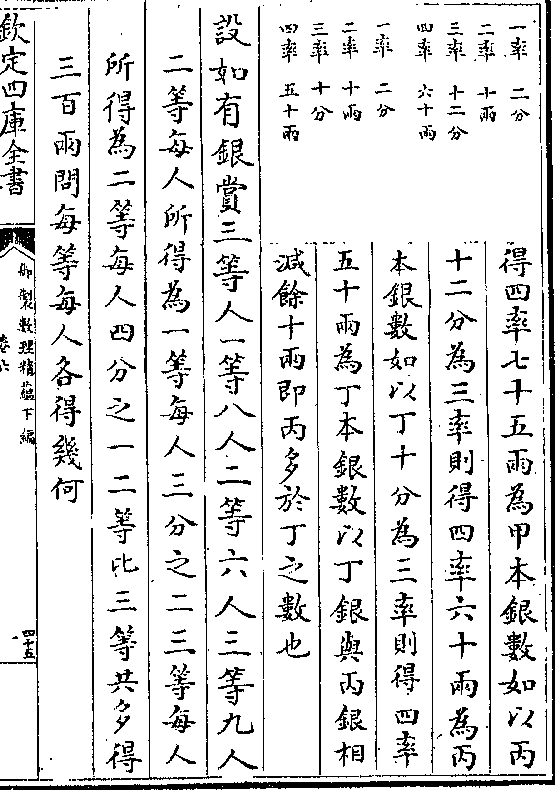 一率　二分
二率　十兩
三率　十二分
四率　六十兩
一率　二分
二率　十兩
三率　十分
四率　五十兩
得四率七十五兩為甲本銀數如以丙
十二分為三率則得四率六十兩為丙
本銀數如以丁十分為三率則得四率
五十兩為丁本銀數以丁銀與丙銀相
減餘十兩即丙多於丁之數也
設如有銀賞三等人一等八人二等六人三等九人
二等每人所得為一等每人三分之二三等每人
所得為二等每人四分之一二等比三等共多得
三百兩問每等每人各得幾何
欽定四庫全書
御製數理精藴下編
卷六
四十五